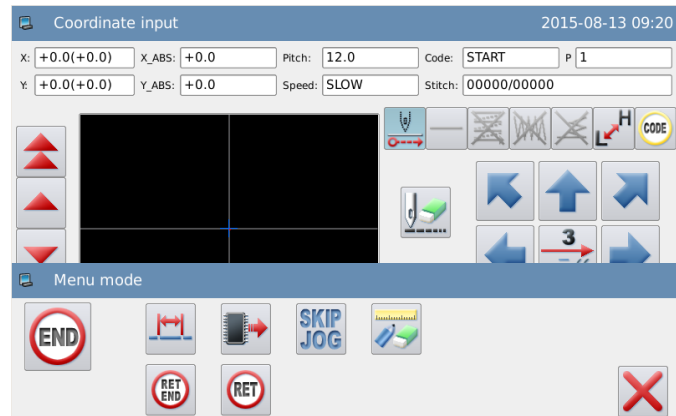 Coordinate input 2015-08-13 09:20
X: +0.0(+0.0) X_ABS: +0.0 Pitch: 12.0 Code: START P 1
Y: +0.0(+0.0) Y_ABS: +0.0 Speed: SLOW Stitch: 00000/00000
H
L
CODE
3
Menu mode
END
SKIP
JOG
RET
END
RET